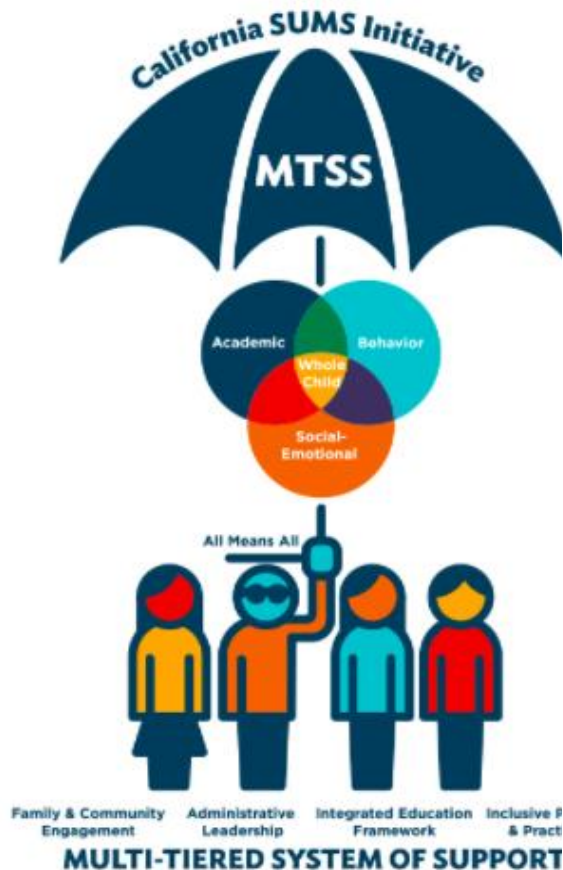 California SUMS Initiative
MTSS
Academic
Behavior
Whole
Child
Social-
Emotional
All Means All
Family & Community
Engagement
Administrative
Leadership
Integrated Education
Framework
Inclusive
&
MULTI-TIERED SYSTEM OF SUPPORT